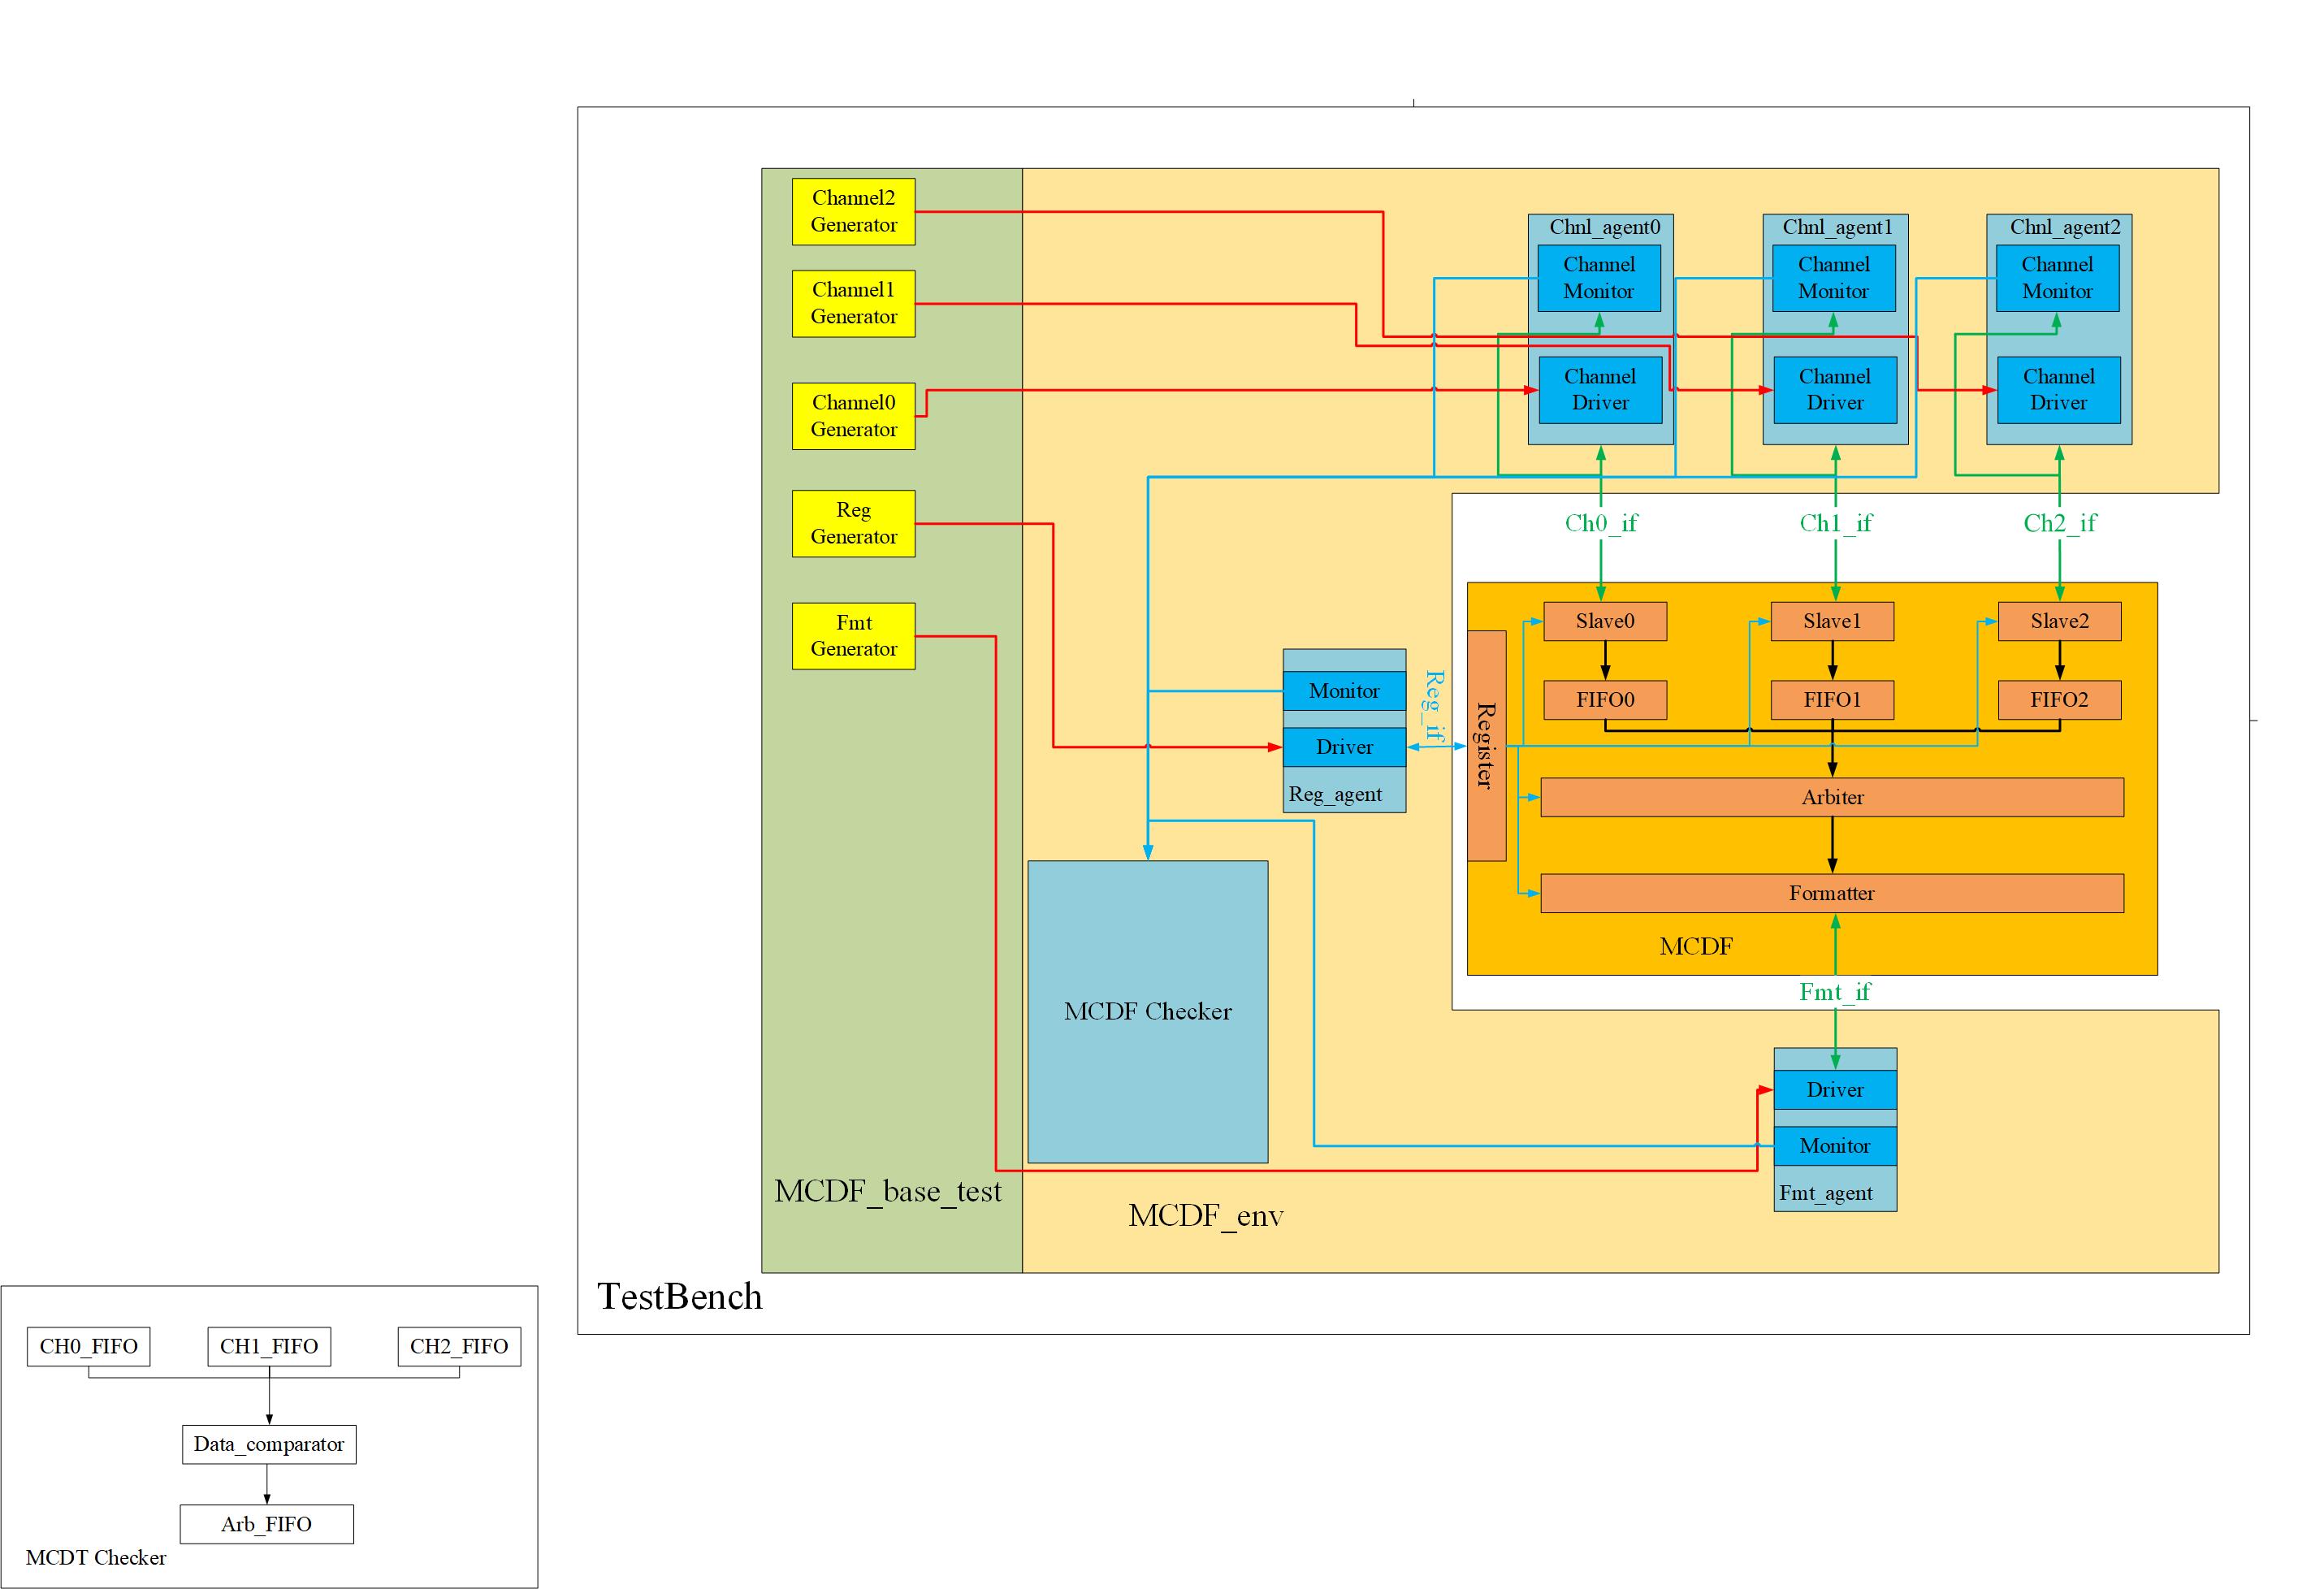 Channel2
Generator
Channel1
Generator
Channel0
Generator
Reg
Generator
Fmt
Generator
MCDF_base_test
Chnl_agent0
Channel
Monitor
Channel
Driver
Chnl_agent1
Channel
Monitor
Channel
Driver
Chnl_agent2
Channel
Monitor
Channel
Driver
Ch0_if
Ch1_if
Ch2_if
Monitor
Driver
Reg_agent
Reg_if
Register
Slave0
Slave1
Slave2
FIFO0
FIFO1
FIFO2
Arbiter
Formatter
MCDF
Fmt_if
MCDF Checker
Driver
Monitor
Fmt_agent
MCDF_env
TestBench
CH0_FIFO
CH1_FIFO
CH2_FIFO
Data_comparator
Arb_FIFO
MCDT Checker